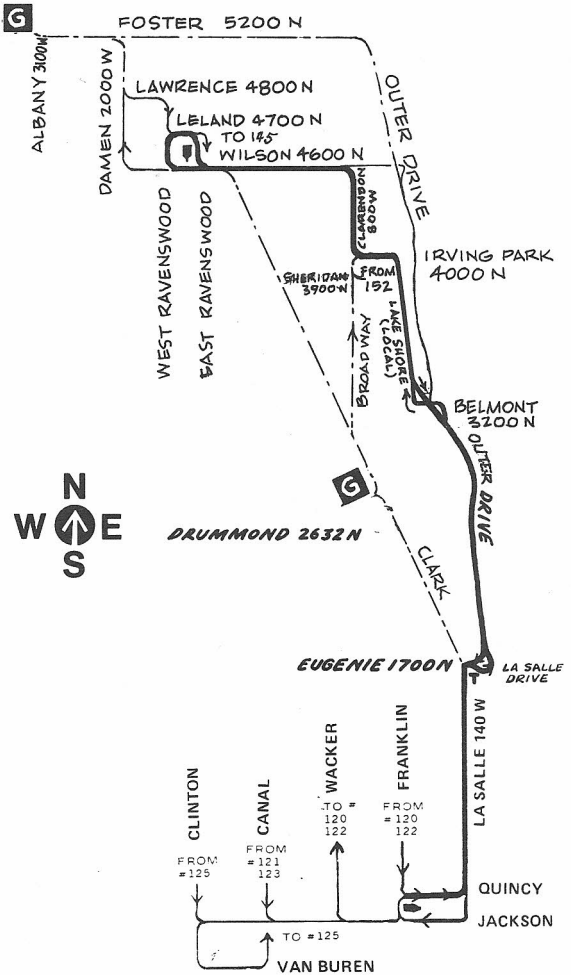 G
FOSTER 5200 N
ALBANY 3100W
DAMEN 2000 W
LAWRENCE 4800 N
LELAND 4700 N
TO 145
WILSON 4600 N
OUTER DRIVE
CLARENDON
800W
WEST RAVENSWOOD
EAST RAVENSWOOD
IRVING PARK
4000 N
SHERIDAN
3900N
FROM
152
BROADWAY
LAKE SHORE
(LOCAL)
BELMONT
3200 N
OUTER DRIVE
G
N
W E
S
DRUMMOND 2632 N
CLARK
EUGENIE 1700 N
LA SALLE
DRIVE
LA SALLE 140 W
CLINTON
FROM
#125
CANAL
FROM
#121
123
WACKER
TO #
120
122
FRANKLIN
FROM
#120
122
QUINCY
JACKSON
TO #125
VAN BUREN